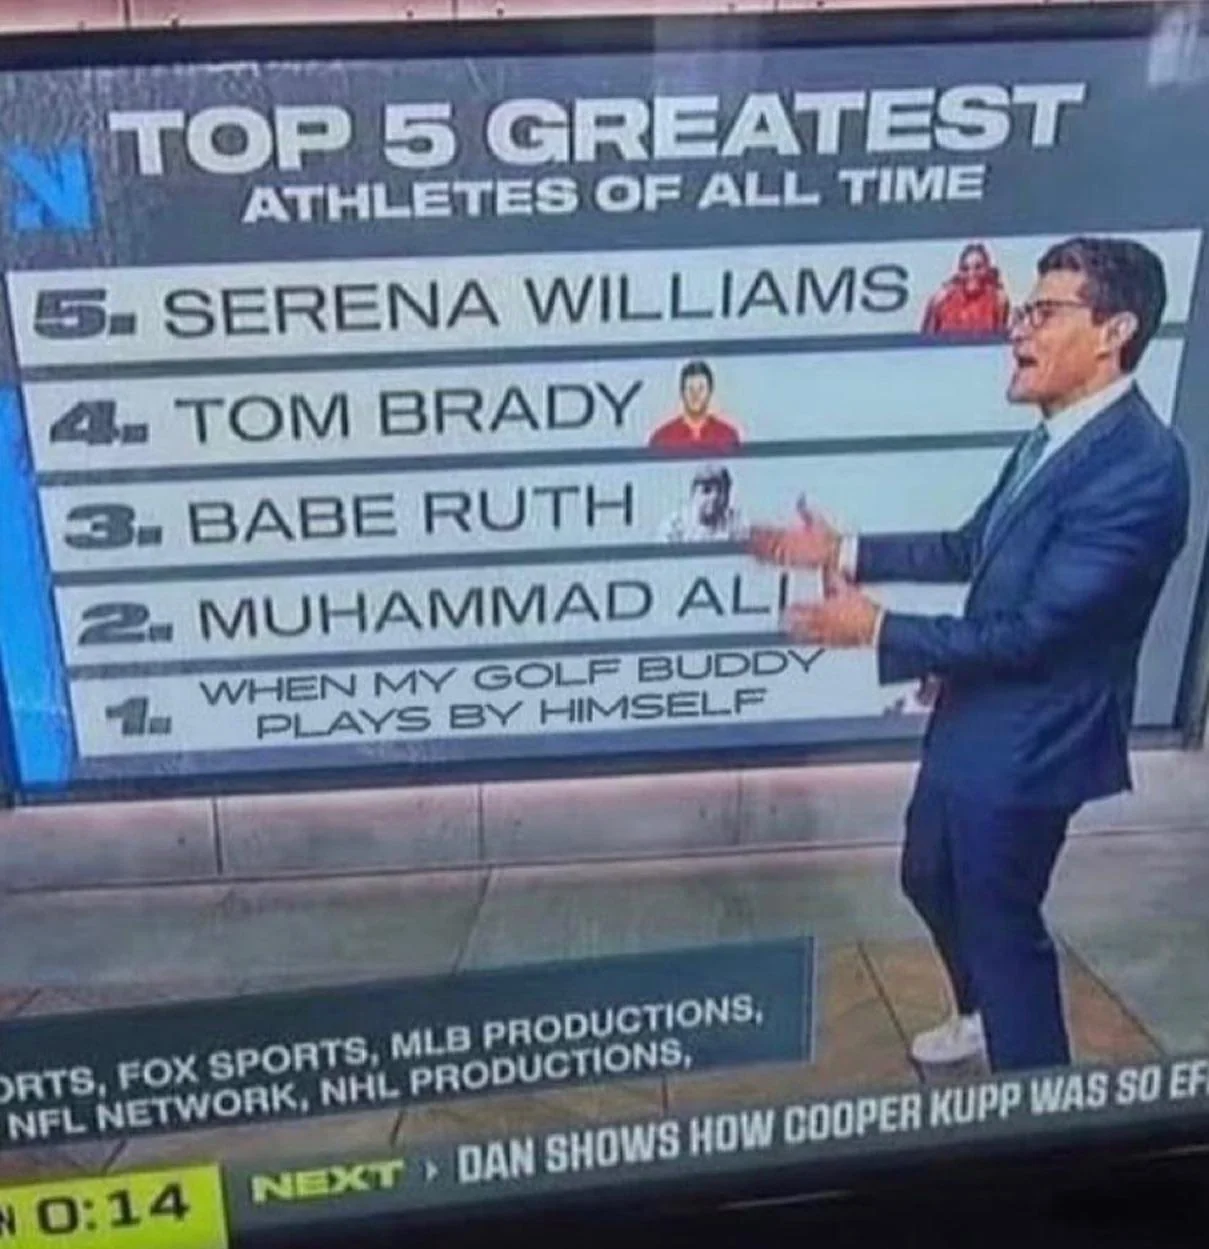 N
TOP 5 GREATEST
ATHLETES OF ALL TIME
5. SERENA WILLIAMS
4. TOM BRADY
3. BABE RUTH
2. MUHAMMAD ALI
1. WHEN MY GOLF BUDDY
PLAYS BY HIMSELF
ORTS, FOX SPORTS, MLB PRODUCTIONS,
NFL NETWORK, NHL PRODUCTIONS,
N 0:14
NEXT › DAN SHOWS HOW COOPER KUPP WAS SO EF